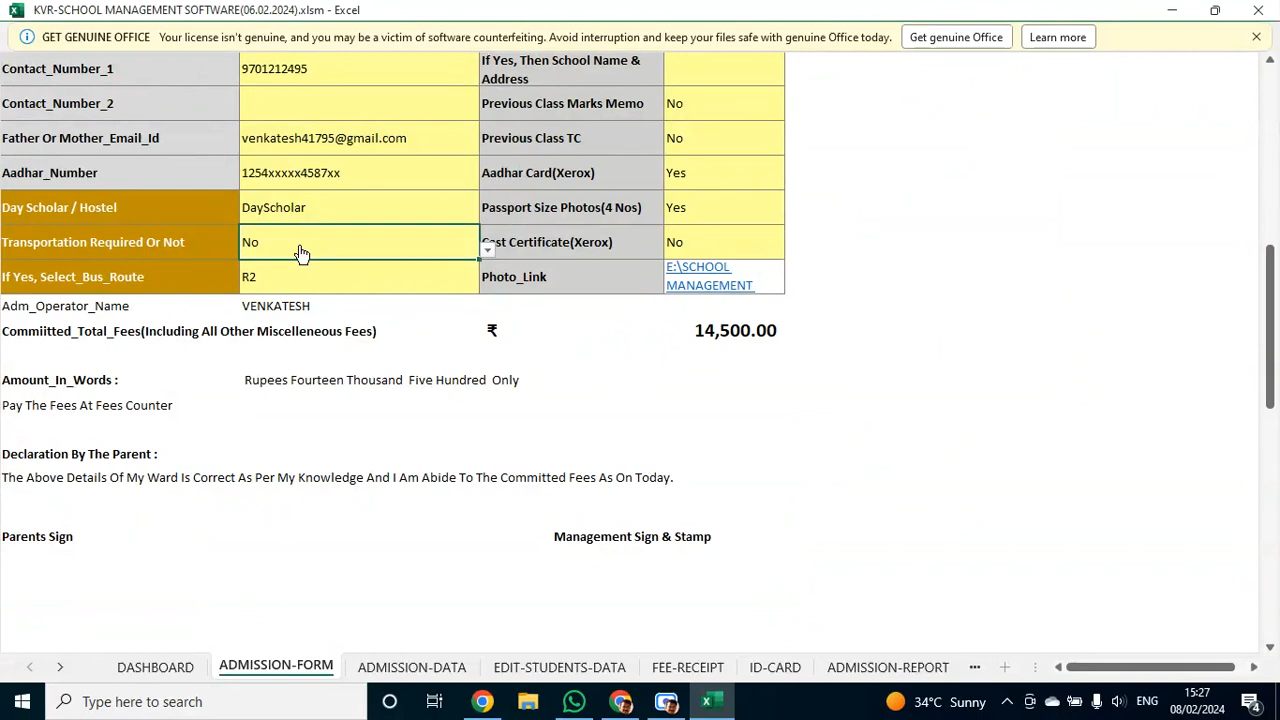 KVR-SCHOOL MANAGEMENT SOFTWARE(06.02.2024).xlsm - Excel
GET GENUINE OFFICE Your license isn't genuine, and you may be a victim of software counterfeiting. Avoid interruption and keep your files safe with genuine Office today. Get genuine Office Learn more
Contact_Number_1 9701212495 If Yes, Then School Name &
Address
Contact_Number_2 Previous Class Marks Memo No
Father Or Mother_Email_Id venkatesh41795@gmail.com Previous Class TC No
Aadhar_Number 1254xxxxx4587xx Aadhar Card(Xerox) Yes
Day Scholar / Hostel DayScholar Passport Size Photos(4 Nos) Yes
Transportation Required Or Not No Cast Certificate(Xerox) No
If Yes, Select_Bus_Route R2 Photo_Link E:\SCHOOL
MANAGEMENT
Adm_Operator_Name VENKATESH
Committed_Total_Fees(Including All Other Miscelleneous Fees) ₹ 14,500.00
Amount_In_Words : Rupees Fourteen Thousand Five Hundred Only
Pay The Fees At Fees Counter
Declaration By The Parent :
The Above Details Of My Ward Is Correct As Per My Knowledge And I Am Abide To The Committed Fees As On Today.
Parents Sign Management Sign & Stamp
DASHBOARD ADMISSION-FORM ADMISSION-DATA EDIT-STUDENTS-DATA FEE-RECEIPT ID-CARD ADMISSION-REPORT ...
Type here to search 34°C Sunny ENG 15:27
08/02/2024 4